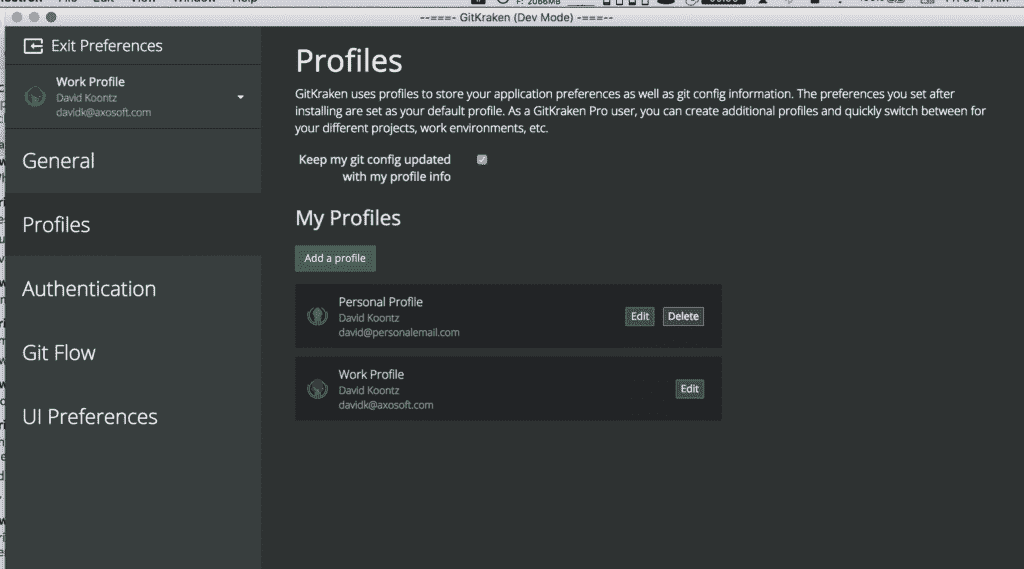 --===- GitKraken (Dev Mode) -===--
Exit Preferences
Work Profile
David Koontz
davidk@axosoft.com
General
Profiles
Authentication
Git Flow
UI Preferences
Profiles
GitKraken uses profiles to store your application preferences as well as git config information. The preferences you set after
installing are set as your default profile. As a GitKraken Pro user, you can create additional profiles and quickly switch between for
your different projects, work environments, etc.
Keep my git config updated
with my profile info
My Profiles
Add a profile
Personal Profile
David Koontz
david@personalemail.com
Edit
Delete
Work Profile
David Koontz
davidk@axosoft.com
Edit